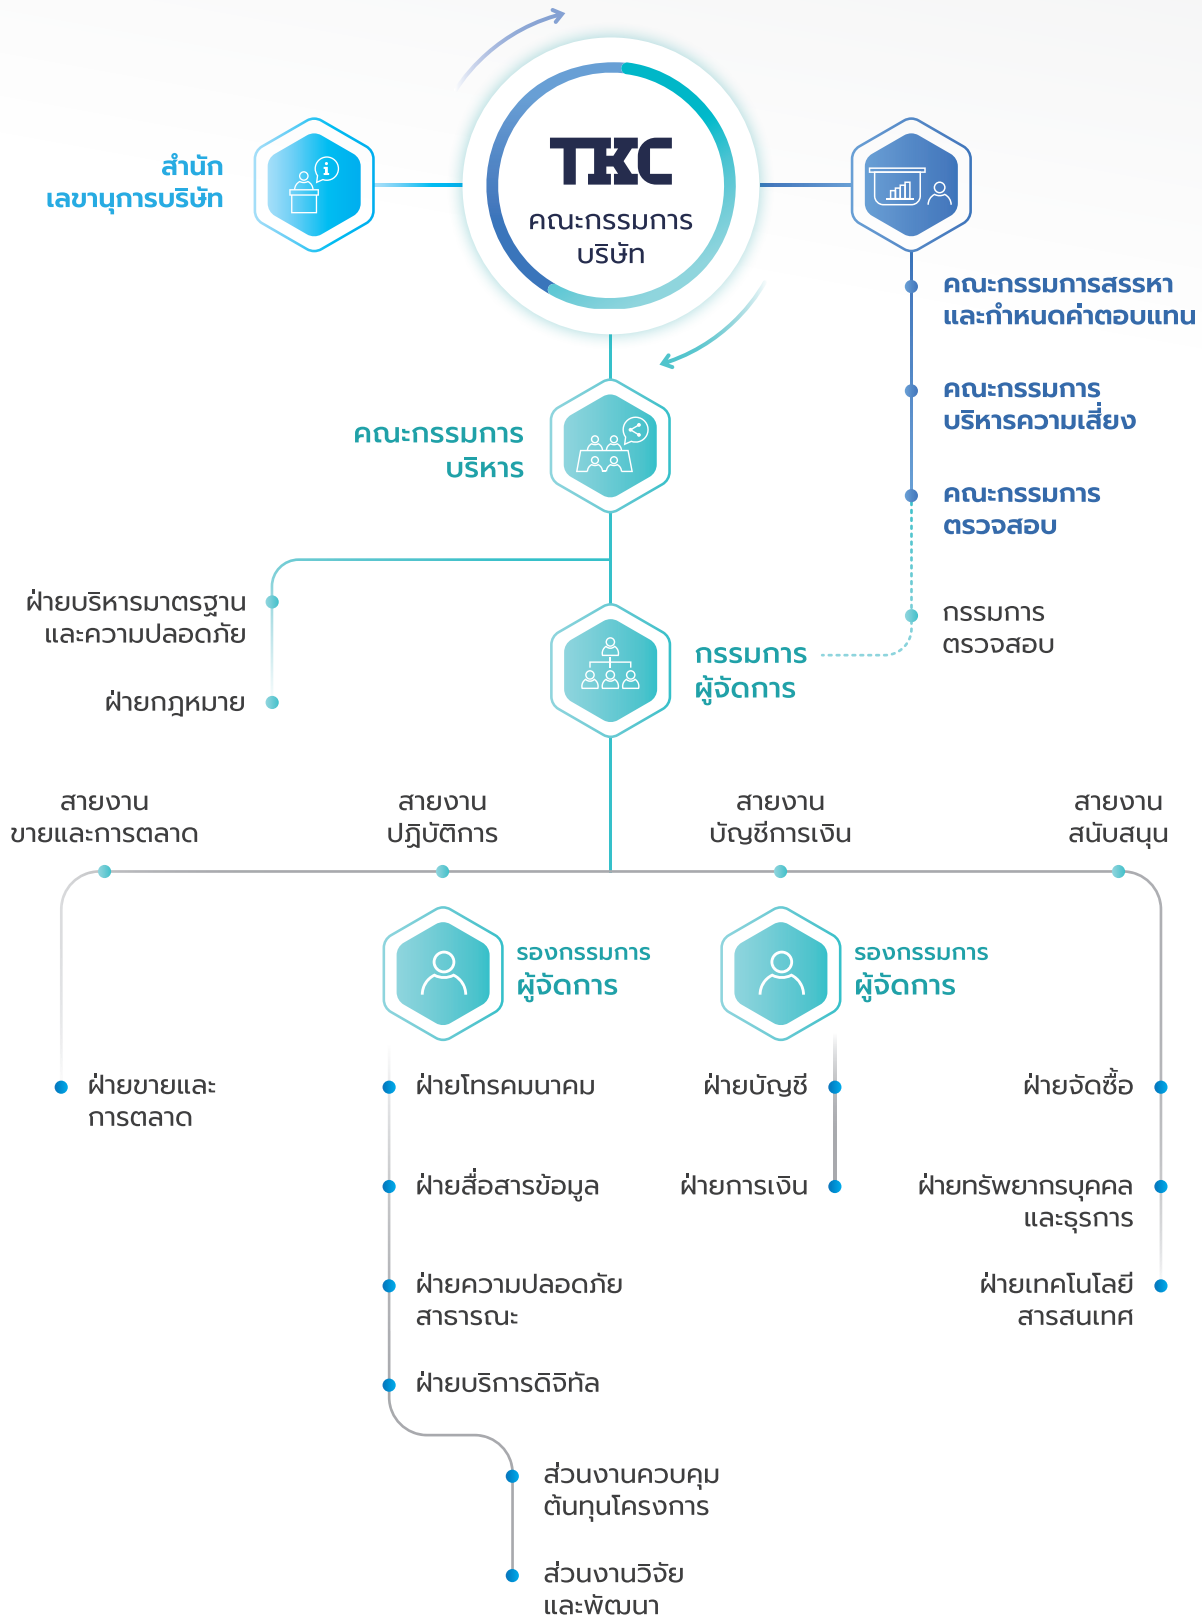 TKC
คณะกรรมการ
บริษัท
สำนัก
เลขานุการบริษัท
คณะกรรมการสรรหา
และกำหนดค่าตอบแทน
คณะกรรมการ
บริหารความเสี่ยง
คณะกรรมการ
ตรวจสอบ
กรรมการ
ตรวจสอบ
คณะกรรมการ
บริหาร
ฝ่ายบริหารมาตรฐาน
และความปลอดภัย
ฝ่ายกฎหมาย
กรรมการ
ผู้จัดการ
สายงาน
ขายและการตลาด
สายงาน
ปฏิบัติการ
สายงาน
บัญชีการเงิน
สายงาน
สนับสนุน
รองกรรมการ
ผู้จัดการ
รองกรรมการ
ผู้จัดการ
ฝ่ายขายและ
การตลาด
ฝ่ายโทรคมนาคม
ฝ่ายสื่อสารข้อมูล
ฝ่ายความปลอดภัย
สาธารณะ
ฝ่ายบริการดิจิทัล
ส่วนงานควบคุม
ต้นทุนโครงการ
ส่วนงานวิจัย
และพัฒนา
ฝ่ายบัญชี
ฝ่ายการเงิน
ฝ่ายจัดซื้อ
ฝ่ายทรัพยากรบุคคล
และธุรการ
ฝ่ายเทคโนโลยี
สารสนเทศ